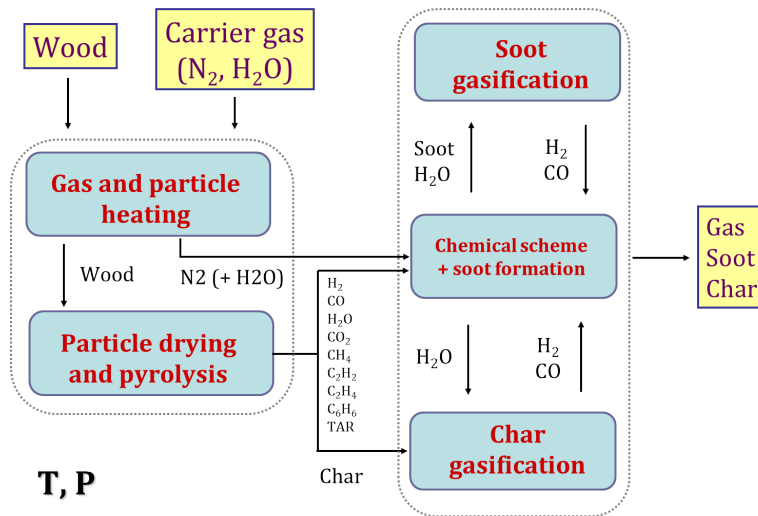 Wood
Carrier gas
(N₂, H₂O)
Gas and particle
heating
Wood
N2 (+ H2O)
Particle drying
and pyrolysis
H₂
CO
H₂O
CO₂
CH₄
C₂H₂
C₂H₄
C₆H₆
TAR
Char
T, P
Soot
gasification
Soot
H₂O
H₂
CO
Chemical scheme
+ soot formation
H₂O
H₂
CO
Char
gasification
Gas
Soot
Char